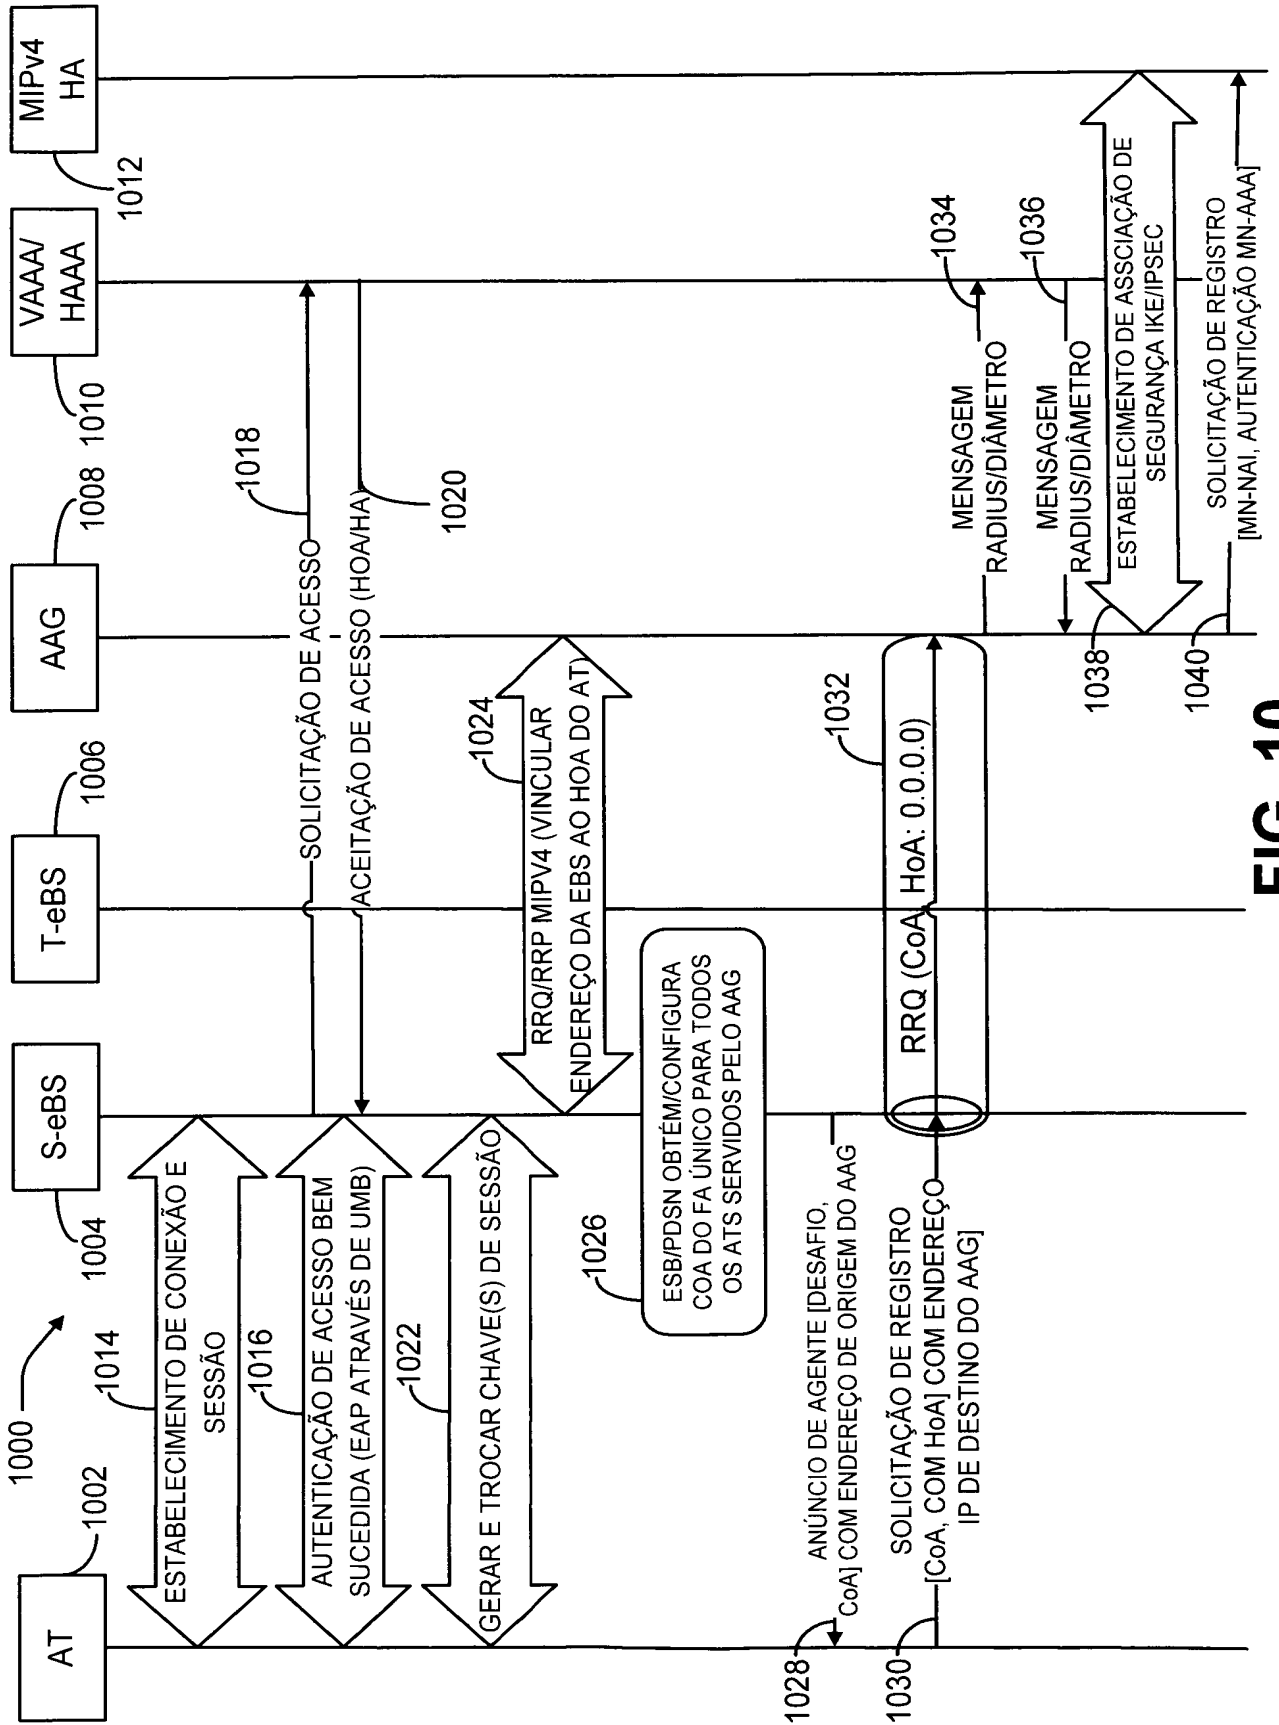 1000
AT
1002
S-eBS
1004
T-eBS
1006
AAG
1008
VAAA/
HAAA
1010
MIPv4
HA
1012
ESTABELECIMENTO DE CONEXÃO E
SESSÃO
1014
AUTENTICAÇÃO DE ACESSO BEM
SUCEDIDA (EAP ATRAVÉS DE UMB)
1016
SOLICITAÇÃO DE ACESSO
1018
ACEITAÇÃO DE ACESSO (HOA/HA)
1020
GERAR E TROCAR CHAVE(S) DE SESSÃO
1022
RRQ/RRP MIPV4 (VINCULAR
ENDEREÇO DA EBS AO HOA DO AT)
1024
ESB/PDSN OBTÉM/CONFIGURA
COA DO FA ÚNICO PARA TODOS
OS ATS SERVIDOS PELO AAG
1026
ANÚNCIO DE AGENTE [DESAFIO,
CoA] COM ENDEREÇO DE ORIGEM DO AAG
1028
SOLICITAÇÃO DE REGISTRO
[CoA, COM HoA] COM ENDEREÇO
IP DE DESTINO DO AAG]
1030
RRQ (CoA, HoA: 0.0.0.0)
1032
MENSAGEM
RADIUS/DIÂMETRO
1034
MENSAGEM
RADIUS/DIÂMETRO
1036
ESTABELECIMENTO DE ASSCIAÇÃO DE
SEGURANÇA IKE/IPSEC
1038
SOLICITAÇÃO DE REGISTRO
[MN-NAI, AUTENTICAÇÃO MN-AAA]
1040
FIG. 10